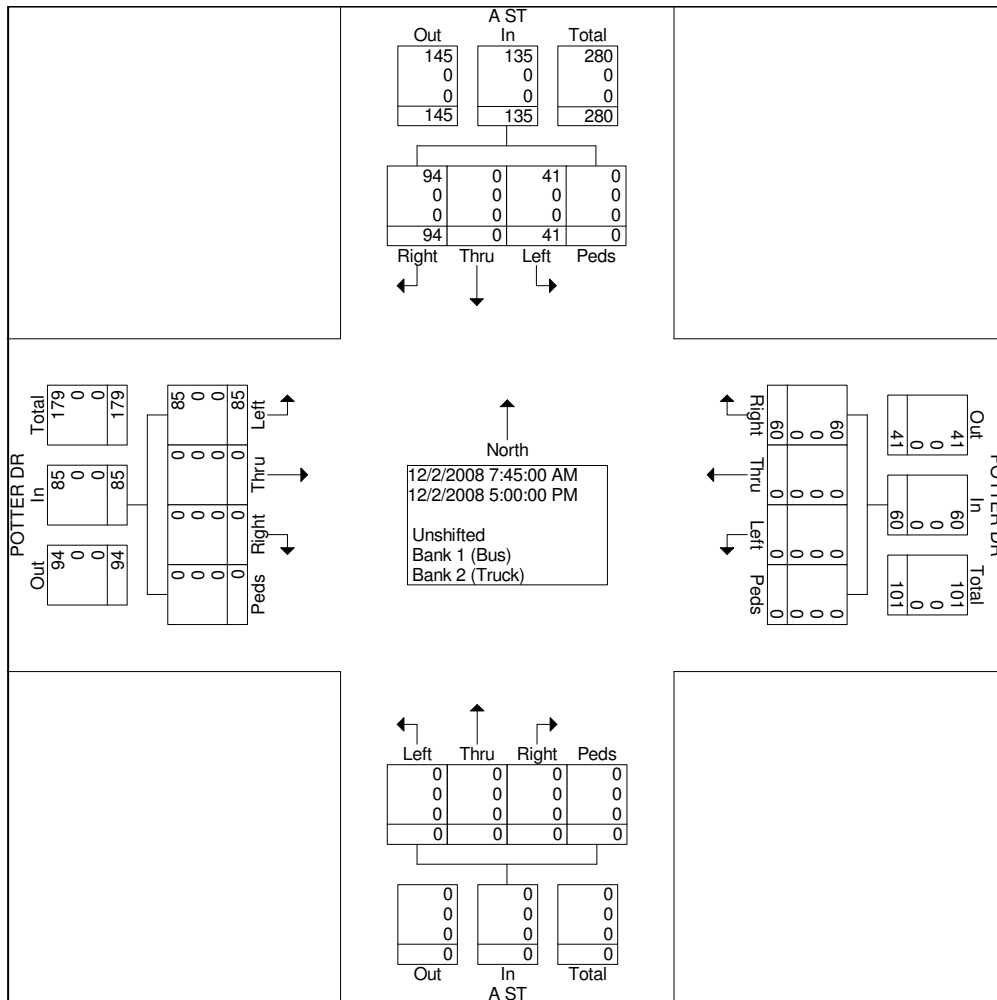 A ST
Out In Total
145 135 280
0 0 0
0 0 0
145 135 280
94 0 41 0
0 0 0 0
0 0 0 0
94 0 41 0
Right Thru Left Peds
POTTER DR
Total
179 0 0 179
In
85 0 0 85
Out
94 0 0 94
85 0 0 85
Left
0 0 0 0
Thru
0 0 0 0
Right
0 0 0 0
Peds
North
12/2/2008 7:45:00 AM
12/2/2008 5:00:00 PM
Unshifted
Bank 1 (Bus)
Bank 2 (Truck)
Right
60 0 0 60
Thru
0 0 0 0
Left
0 0 0 0
Peds
0 0 0 0
Out
41 0 0 41
In
60 0 0 60
Total
101 0 0 101
POTTER DR
Left Thru Right Peds
0 0 0 0
0 0 0 0
0 0 0 0
0 0 0 0
0 0 0
0 0 0
0 0 0
0 0 0
Out In Total
A ST